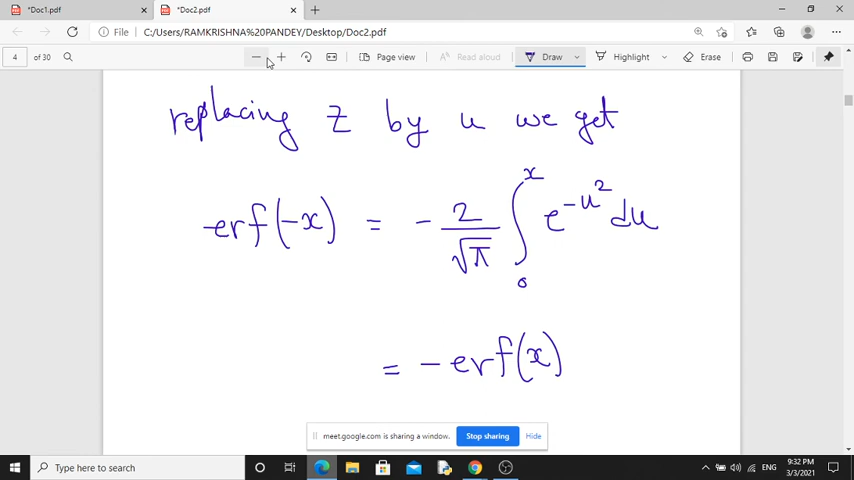 *Doc1.pdf
*Doc2.pdf
File
C:/Users/RAMKRISHNA%20PANDEY/Desktop/Doc2.pdf
4 of 30
Page view
Read aloud
Draw
Highlight
Erase
replacing z by u we get
erf(-x) = - 2/√π ∫₀ˣ e^{-u²} du
= - erf(x)
meet.google.com is sharing a window.
Stop sharing
Hide
Type here to search
ENG
9:32 PM
3/3/2021